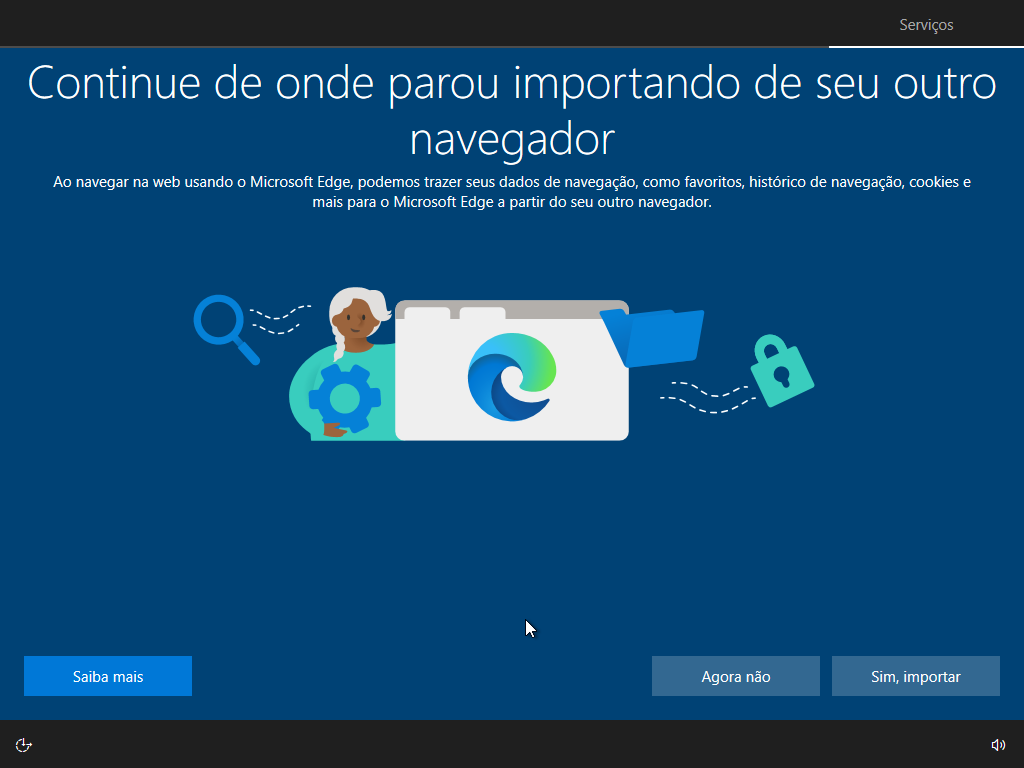 Serviços
Continue de onde parou importando de seu outro
navegador
Ao navegar na web usando o Microsoft Edge, podemos trazer seus dados de navegação, como favoritos, histórico de navegação, cookies e
mais para o Microsoft Edge a partir do seu outro navegador.
Saiba mais
Agora não
Sim, importar